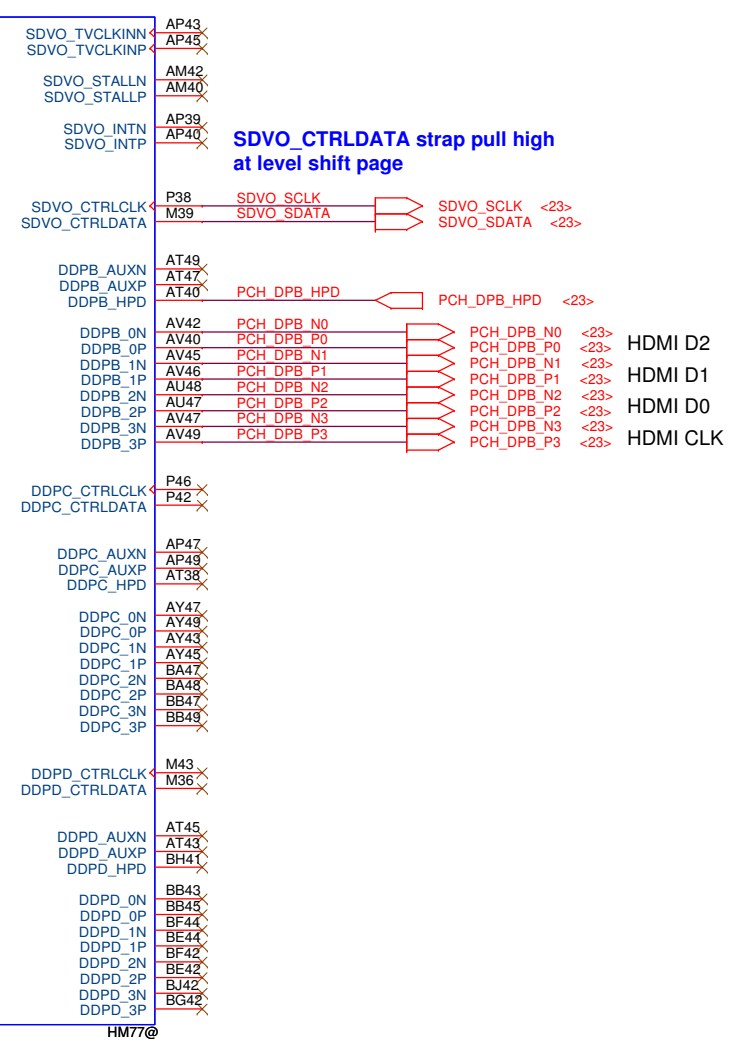 SDVO_TVCLKINN AP43
SDVO_TVCLKINP AP45
SDVO_STALLN AM42
SDVO_STALLP AM40
SDVO_INTN AP39
SDVO_INTP AP40
SDVO_CTRLDATA strap pull high
at level shift page
SDVO_CTRLCLK P38 SDVO_SCLK SDVO_SCLK <23>
SDVO_CTRLDATA M39 SDVO_SDATA SDVO_SDATA <23>
DDPB_AUXN AT49
DDPB_AUXP AT47
DDPB_HPD AT40 PCH_DPB_HPD PCH_DPB_HPD <23>
DDPB_0N AV42 PCH_DPB_N0 PCH_DPB_N0 <23>
DDPB_0P AV40 PCH_DPB_P0 PCH_DPB_P0 <23> HDMI D2
DDPB_1N AV45 PCH_DPB_N1 PCH_DPB_N1 <23>
DDPB_1P AV46 PCH_DPB_P1 PCH_DPB_P1 <23> HDMI D1
DDPB_2N AU48 PCH_DPB_N2 PCH_DPB_N2 <23>
DDPB_2P AU47 PCH_DPB_P2 PCH_DPB_P2 <23> HDMI D0
DDPB_3N AV47 PCH_DPB_N3 PCH_DPB_N3 <23>
DDPB_3P AV49 PCH_DPB_P3 PCH_DPB_P3 <23> HDMI CLK
DDPC_CTRLCLK P46
DDPC_CTRLDATA P42
DDPC_AUXN AP47
DDPC_AUXP AP49
DDPC_HPD AT38
DDPC_0N AY47
DDPC_0P AY49
DDPC_1N AY43
DDPC_1P AY45
DDPC_2N BA47
DDPC_2P BA48
DDPC_3N BB47
DDPC_3P BB49
DDPD_CTRLCLK M43
DDPD_CTRLDATA M36
DDPD_AUXN AT45
DDPD_AUXP AT43
DDPD_HPD BH41
DDPD_0N BB43
DDPD_0P BB45
DDPD_1N BF44
DDPD_1P BE44
DDPD_2N BF42
DDPD_2P BE42
DDPD_3N BJ42
DDPD_3P BG42
HM77@